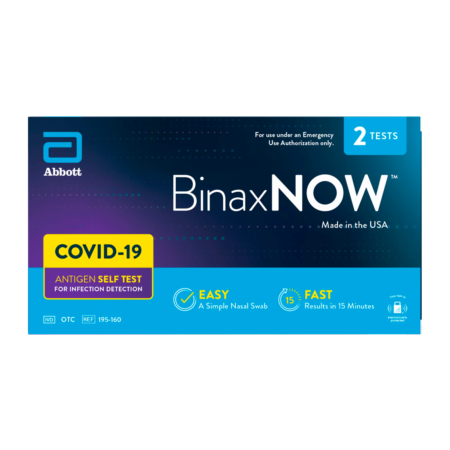 Abbott
For use under an Emergency
Use Authorization only.
2 TESTS
BinaxNOW™
Made in the USA
COVID-19
ANTIGEN SELF TEST
FOR INFECTION DETECTION
EASY
A Simple Nasal Swab
15
FAST
Results in 15 Minutes
IVD OTC REF 195-160